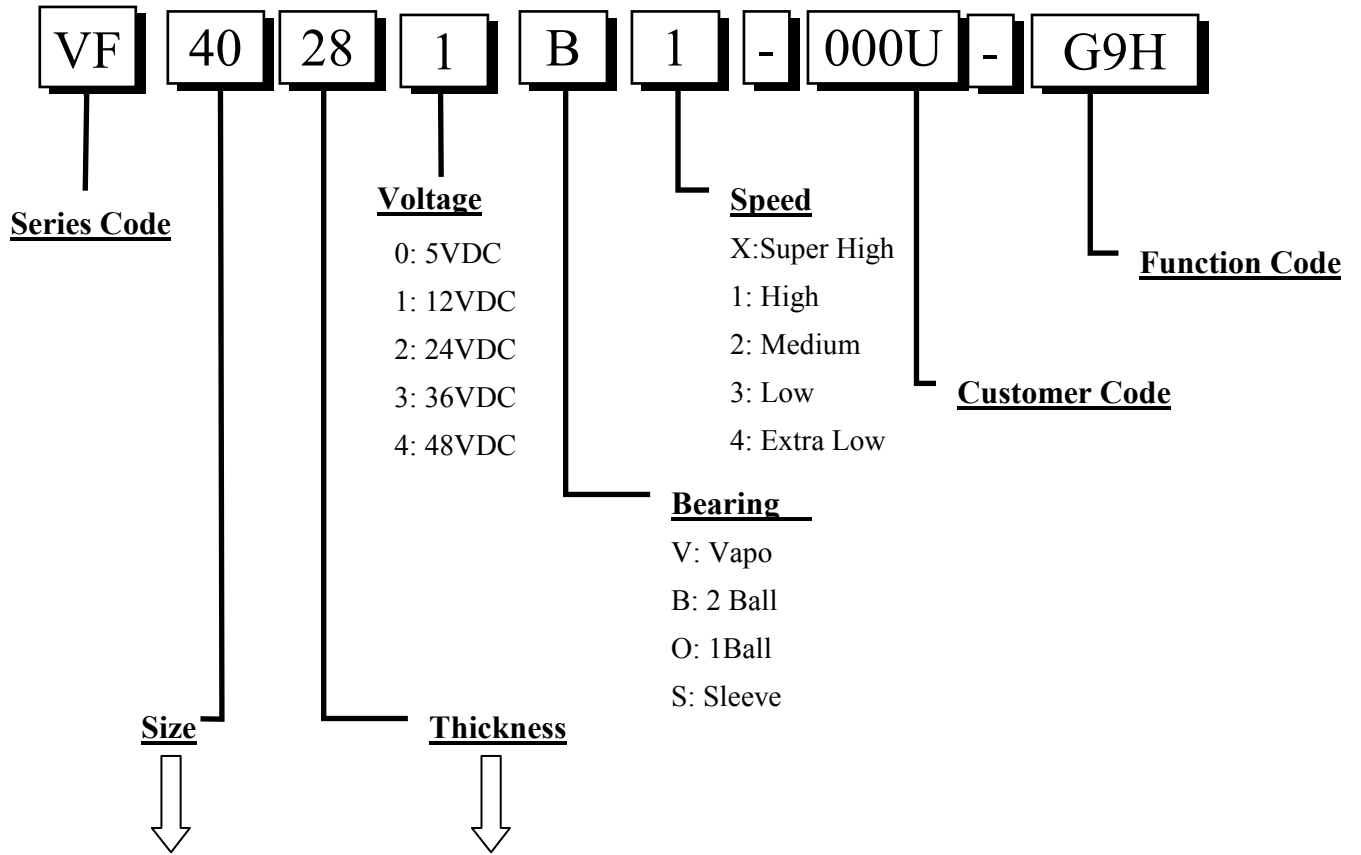 VF 40 28 1 B 1 - 000U - G9H
Series Code
Voltage
0: 5VDC
1: 12VDC
2: 24VDC
3: 36VDC
4: 48VDC
Speed
X:Super High
1: High
2: Medium
3: Low
4: Extra Low
Function Code
Customer Code
Bearing
V: Vapo
B: 2 Ball
O: 1Ball
S: Sleeve
Size
Thickness